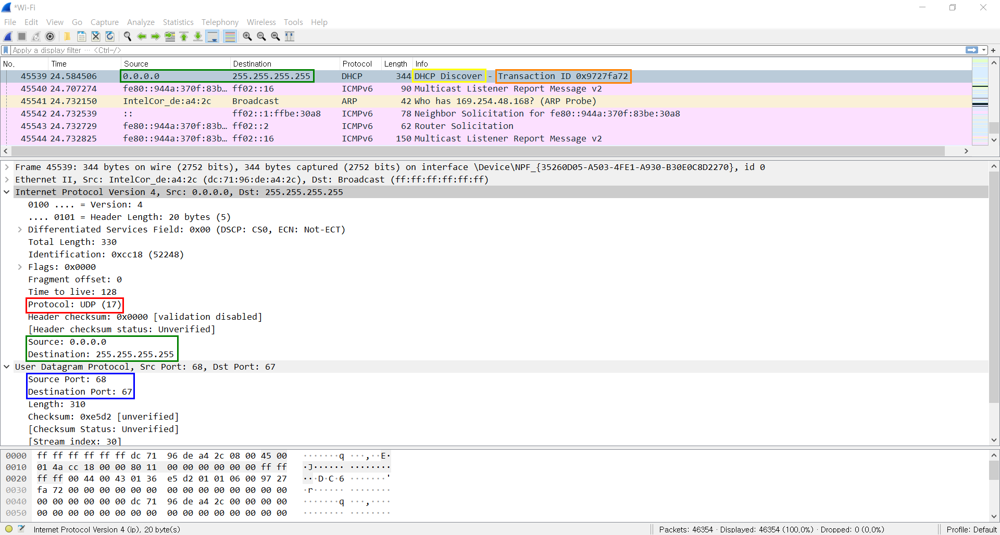 *Wi-Fi
File Edit View Go Capture Analyze Statistics Telephony Wireless Tools Help
Apply a display filter ··· <Ctrl-/>
No. Time Source Destination Protocol Length Info
45539 24.584506 0.0.0.0 255.255.255.255 DHCP 344 DHCP Discover - Transaction ID 0x9727fa72
45540 24.707274 fe80::944a:370f:83b… ff02::16 ICMPv6 90 Multicast Listener Report Message v2
45541 24.732150 IntelCor_de:a4:2c Broadcast ARP 42 Who has 169.254.48.168? (ARP Probe)
45542 24.732539 :: ff02::1:ffbe:30a8 ICMPv6 78 Neighbor Solicitation for fe80::944a:370f:83be:30a8
45543 24.732729 fe80::944a:370f:83b… ff02::2 ICMPv6 62 Router Solicitation
45544 24.732825 fe80::944a:370f:83b… ff02::16 ICMPv6 150 Multicast Listener Report Message v2
Frame 45539: 344 bytes on wire (2752 bits), 344 bytes captured (2752 bits) on interface \Device\NPF_{35260D05-A503-4FE1-A930-B30E0C8D2270}, id 0
Ethernet II, Src: IntelCor_de:a4:2c (dc:71:96:de:a4:2c), Dst: Broadcast (ff:ff:ff:ff:ff:ff)
Internet Protocol Version 4, Src: 0.0.0.0, Dst: 255.255.255.255
0100 .... = Version: 4
.... 0101 = Header Length: 20 bytes (5)
Differentiated Services Field: 0x00 (DSCP: CS0, ECN: Not-ECT)
Total Length: 330
Identification: 0xcc18 (52248)
Flags: 0x0000
Fragment offset: 0
Time to live: 128
Protocol: UDP (17)
Header checksum: 0x0000 [validation disabled]
[Header checksum status: Unverified]
Source: 0.0.0.0
Destination: 255.255.255.255
User Datagram Protocol, Src Port: 68, Dst Port: 67
Source Port: 68
Destination Port: 67
Length: 310
Checksum: 0xe5d2 [unverified]
[Checksum Status: Unverified]
[Stream index: 30]
0000 ff ff ff ff ff ff dc 71 96 de a4 2c 08 00 45 00 ·······q ···,··E·
0010 01 4a cc 18 00 00 80 11 00 00 00 00 00 00 ff ff ·J······ ········
0020 ff ff 00 44 00 43 01 36 e5 d2 01 01 06 00 97 27 ···D·C·6 ·······'
0030 fa 72 00 00 00 00 00 00 00 00 00 00 00 00 00 00 ·r······ ········
0040 00 00 00 00 00 00 dc 71 96 de a4 2c 00 00 00 00 ·······q ···,····
0050 00 00 00 00 00 00 00 00 00 00 00 00 00 00 00 00 ········ ········
Internet Protocol Version 4 (ip), 20 byte(s) Packets: 46354 · Displayed: 46354 (100.0%) · Dropped: 0 (0.0%) Profile: Default